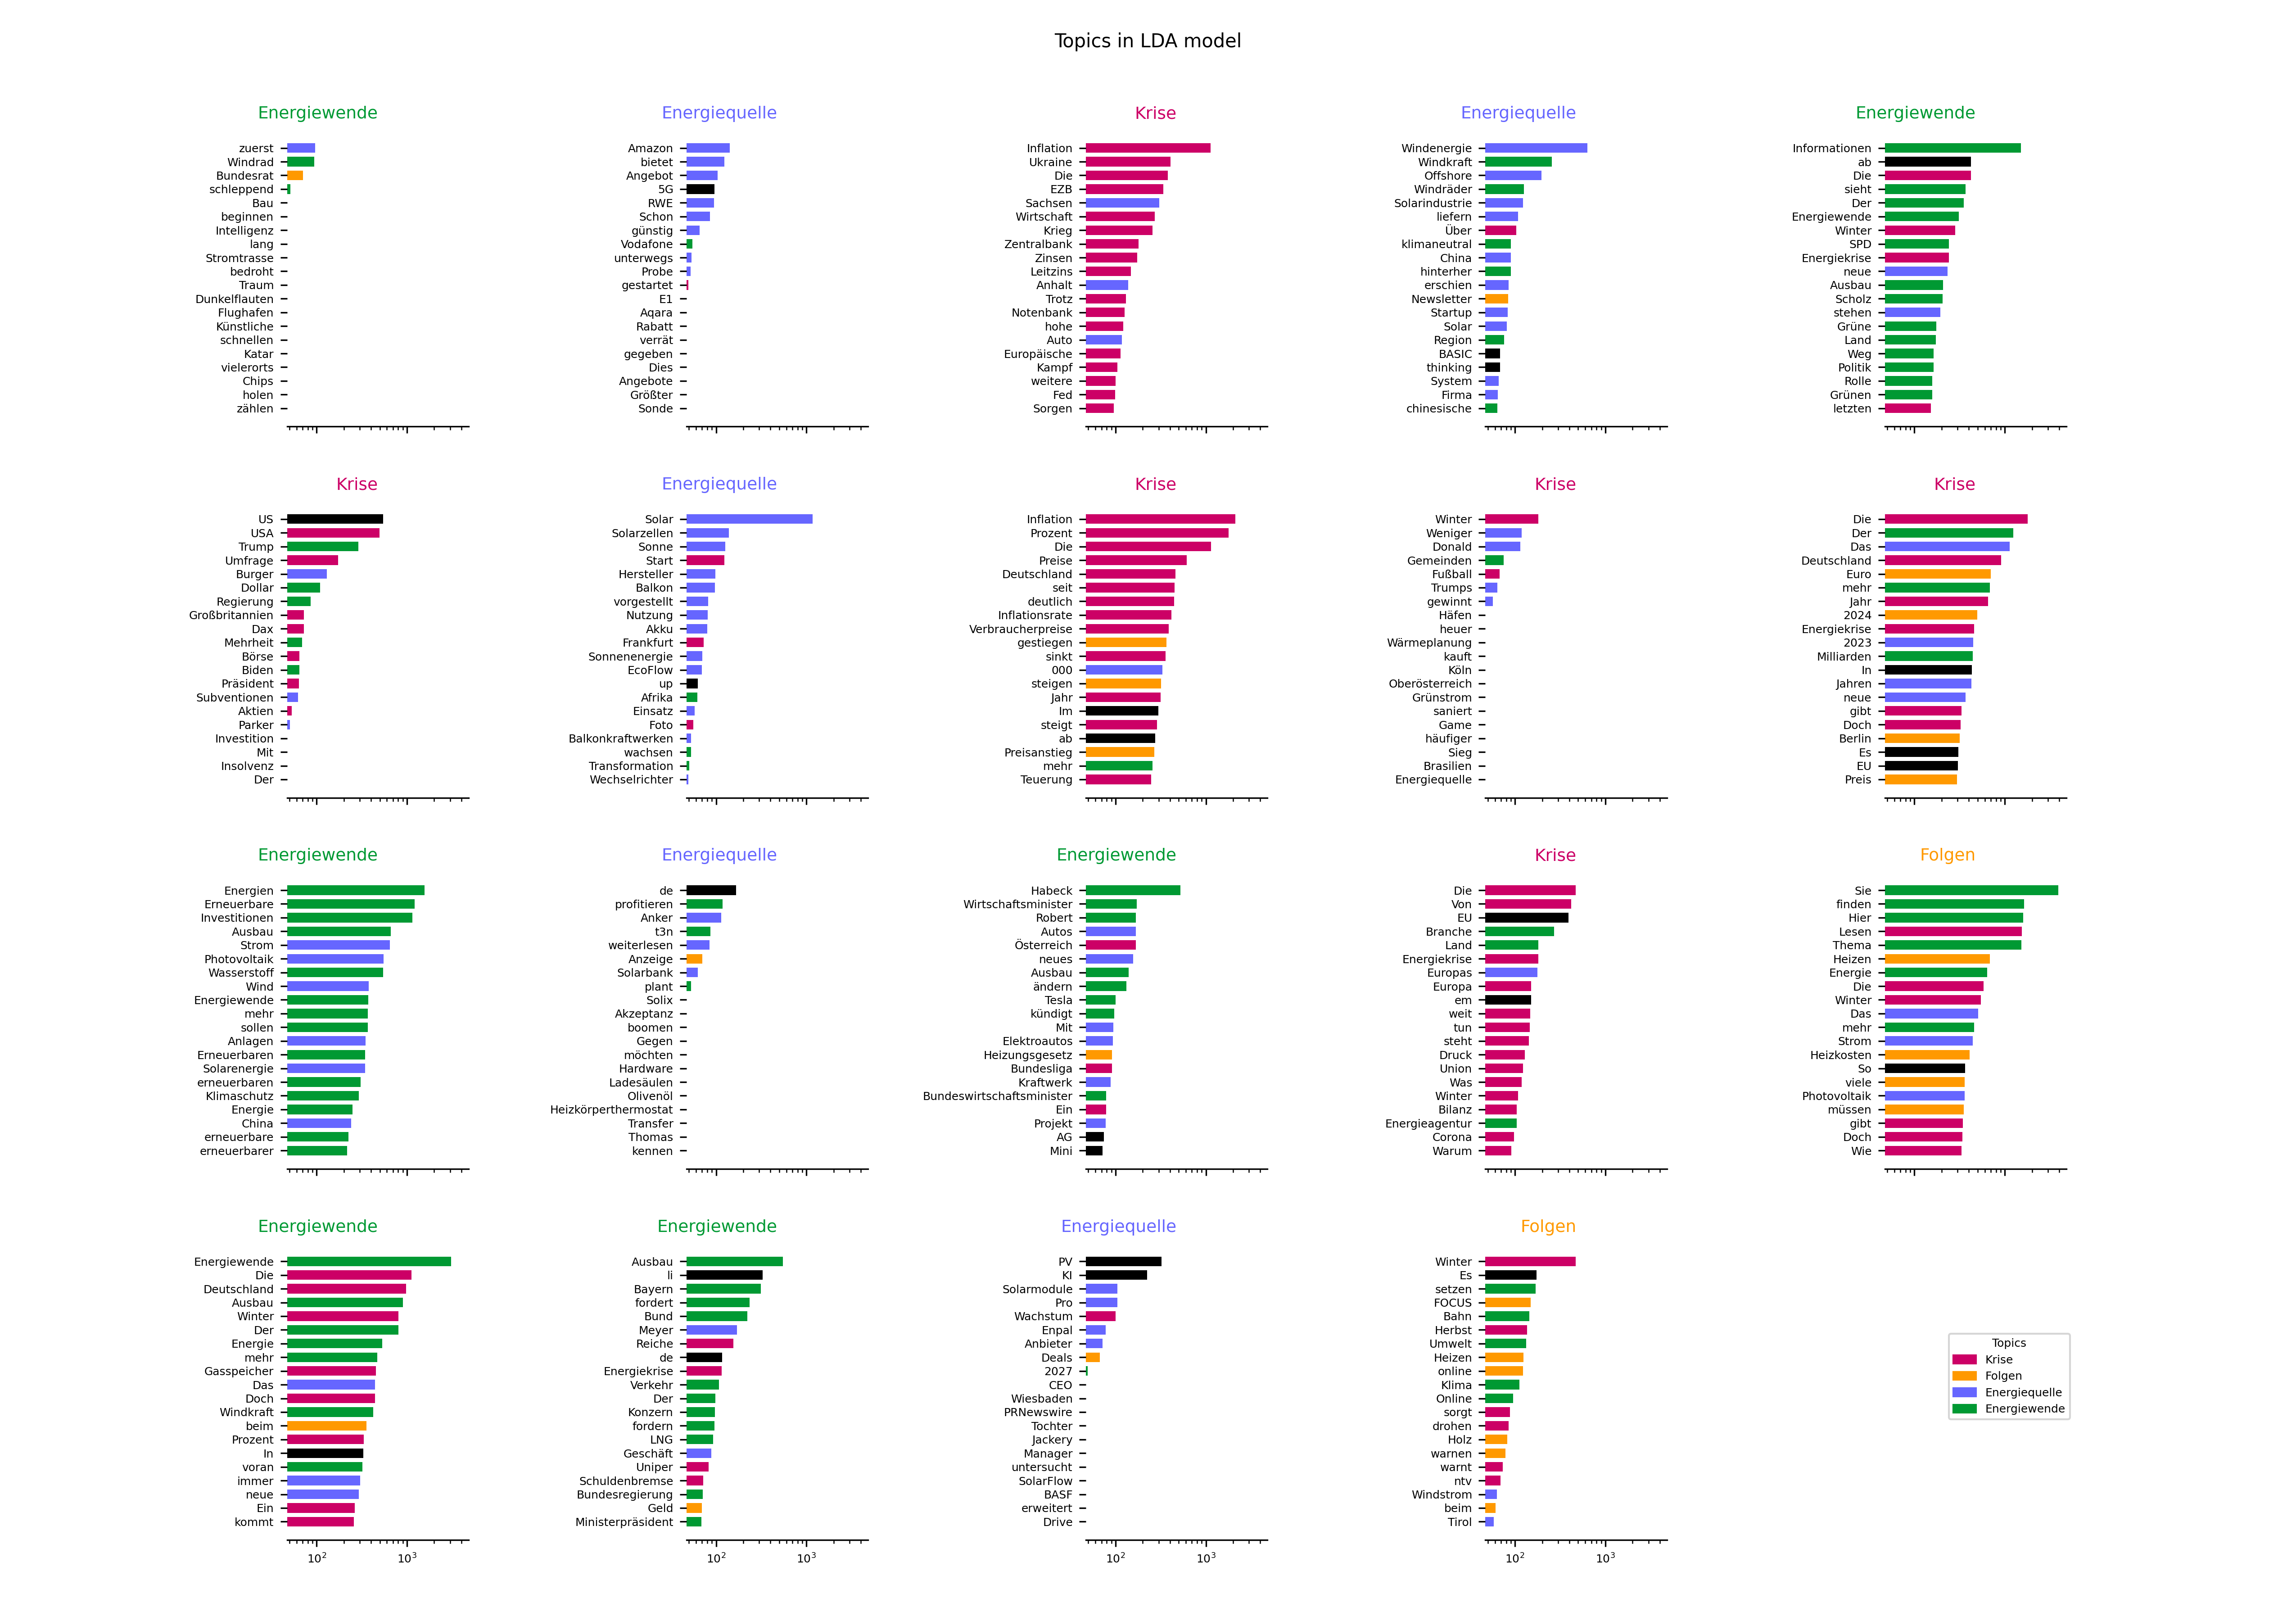 Topics in LDA model
Energiewende
zuerst
Windrad
Bundesrat
schleppend
Bau
beginnen
Intelligenz
lang
Stromtrasse
bedroht
Traum
Dunkelflauten
Flughafen
Künstliche
schnellen
Katar
vielerorts
Chips
holen
zählen
Energiequelle
Amazon
bietet
Angebot
5G
RWE
Schon
günstig
Vodafone
unterwegs
Probe
gestartet
E1
Aqara
Rabatt
verrät
gegeben
Dies
Angebote
Größter
Sonde
Krise
Inflation
Ukraine
Die
EZB
Sachsen
Wirtschaft
Krieg
Zentralbank
Zinsen
Leitzins
Anhalt
Trotz
Notenbank
hohe
Auto
Europäische
Kampf
weitere
Fed
Sorgen
Energiequelle
Windenergie
Windkraft
Offshore
Windräder
Solarindustrie
liefern
Über
klimaneutral
China
hinterher
erschien
Newsletter
Startup
Solar
Region
BASIC
thinking
System
Firma
chinesische
Energiewende
Informationen
ab
Die
sieht
Der
Energiewende
Winter
SPD
Energiekrise
neue
Ausbau
Scholz
stehen
Grüne
Land
Weg
Politik
Rolle
Grünen
letzten
Krise
US
USA
Trump
Umfrage
Burger
Dollar
Regierung
Großbritannien
Dax
Mehrheit
Börse
Biden
Präsident
Subventionen
Aktien
Parker
Investition
Mit
Insolvenz
Der
Energiequelle
Solar
Solarzellen
Sonne
Start
Hersteller
Balkon
vorgestellt
Nutzung
Akku
Frankfurt
Sonnenenergie
EcoFlow
up
Afrika
Einsatz
Foto
Balkonkraftwerken
wachsen
Transformation
Wechselrichter
Krise
Inflation
Prozent
Die
Preise
Deutschland
seit
deutlich
Inflationsrate
Verbraucherpreise
gestiegen
sinkt
000
steigen
Jahr
Im
steigt
ab
Preisanstieg
mehr
Teuerung
Krise
Winter
Weniger
Donald
Gemeinden
Fußball
Trumps
gewinnt
Häfen
heuer
Wärmeplanung
kauft
Köln
Oberösterreich
Grünstrom
saniert
Game
häufiger
Sieg
Brasilien
Energiequelle
Krise
Die
Der
Das
Deutschland
Euro
mehr
Jahr
2024
Energiekrise
2023
Milliarden
In
Jahren
neue
gibt
Doch
Berlin
Es
EU
Preis
Energiewende
Energien
Erneuerbare
Investitionen
Ausbau
Strom
Photovoltaik
Wasserstoff
Wind
Energiewende
mehr
sollen
Anlagen
Erneuerbaren
Solarenergie
erneuerbaren
Klimaschutz
Energie
China
erneuerbare
erneuerbarer
Energiequelle
de
profitieren
Anker
t3n
weiterlesen
Anzeige
Solarbank
plant
Solix
Akzeptanz
boomen
Gegen
möchten
Hardware
Ladesäulen
Olivenöl
Heizkörperthermostat
Transfer
Thomas
kennen
Energiewende
Habeck
Wirtschaftsminister
Robert
Autos
Österreich
neues
Ausbau
ändern
Tesla
kündigt
Mit
Elektroautos
Heizungsgesetz
Bundesliga
Kraftwerk
Bundeswirtschaftsminister
Ein
Projekt
AG
Mini
Krise
Die
Von
EU
Branche
Land
Energiekrise
Europas
Europa
em
weit
tun
steht
Druck
Union
Was
Winter
Bilanz
Energieagentur
Corona
Warum
Folgen
Sie
finden
Hier
Lesen
Thema
Heizen
Energie
Die
Winter
Das
mehr
Strom
Heizkosten
So
viele
Photovoltaik
müssen
gibt
Doch
Wie
Energiewende
Energiewende
Die
Deutschland
Ausbau
Winter
Der
Energie
mehr
Gasspeicher
Das
Doch
Windkraft
beim
Prozent
In
voran
immer
neue
Ein
kommt
10² 10³
Energiewende
Ausbau
li
Bayern
fordert
Bund
Meyer
Reiche
de
Energiekrise
Verkehr
Der
Konzern
fordern
LNG
Geschäft
Uniper
Schuldenbremse
Bundesregierung
Geld
Ministerpräsident
10² 10³
Energiequelle
PV
KI
Solarmodule
Pro
Wachstum
Enpal
Anbieter
Deals
2027
CEO
Wiesbaden
PRNewswire
Tochter
Jackery
Manager
untersucht
SolarFlow
BASF
erweitert
Drive
10² 10³
Folgen
Winter
Es
setzen
FOCUS
Bahn
Herbst
Umwelt
Heizen
online
Klima
Online
sorgt
drohen
Holz
warnen
warnt
ntv
Windstrom
beim
Tirol
10² 10³
Topics
Krise
Folgen
Energiequelle
Energiewende